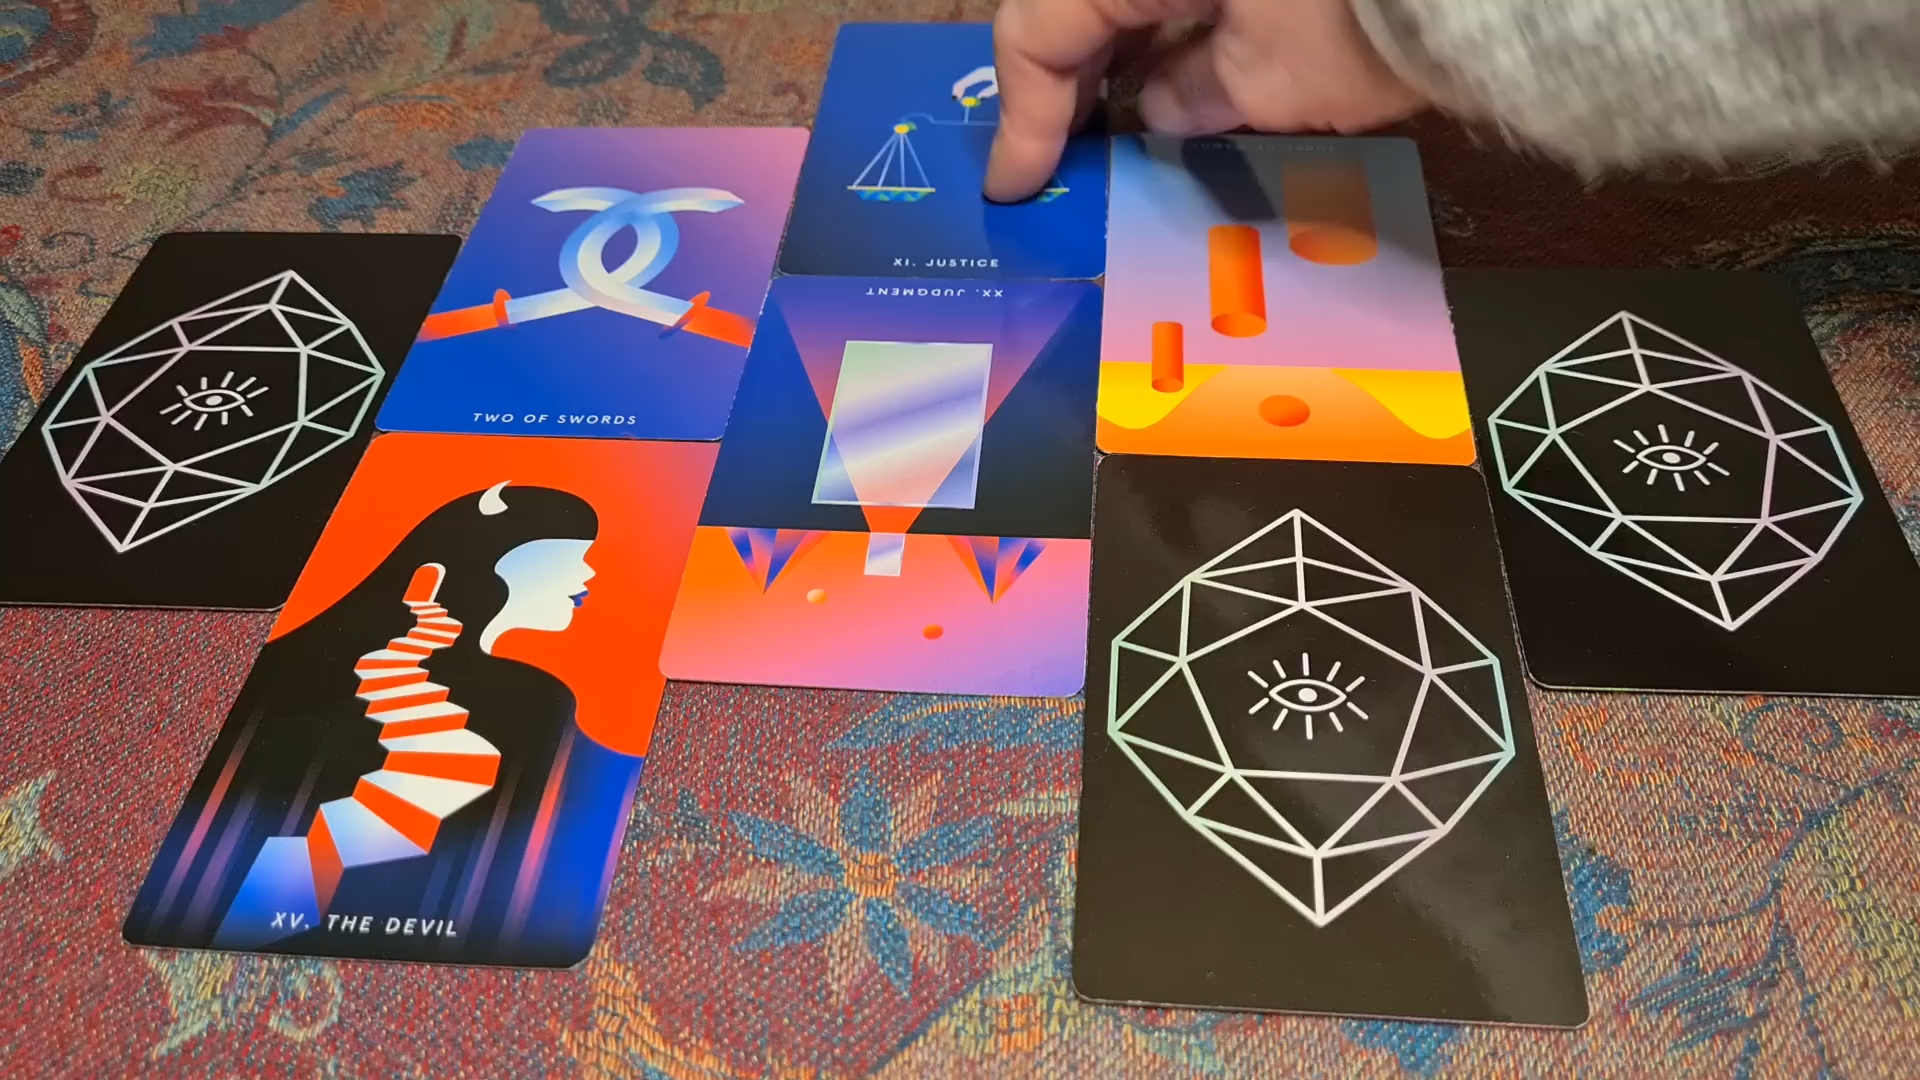 XI. JUSTICE
XX. JUDGMENT
TWO OF SWORDS
XV. THE DEVIL